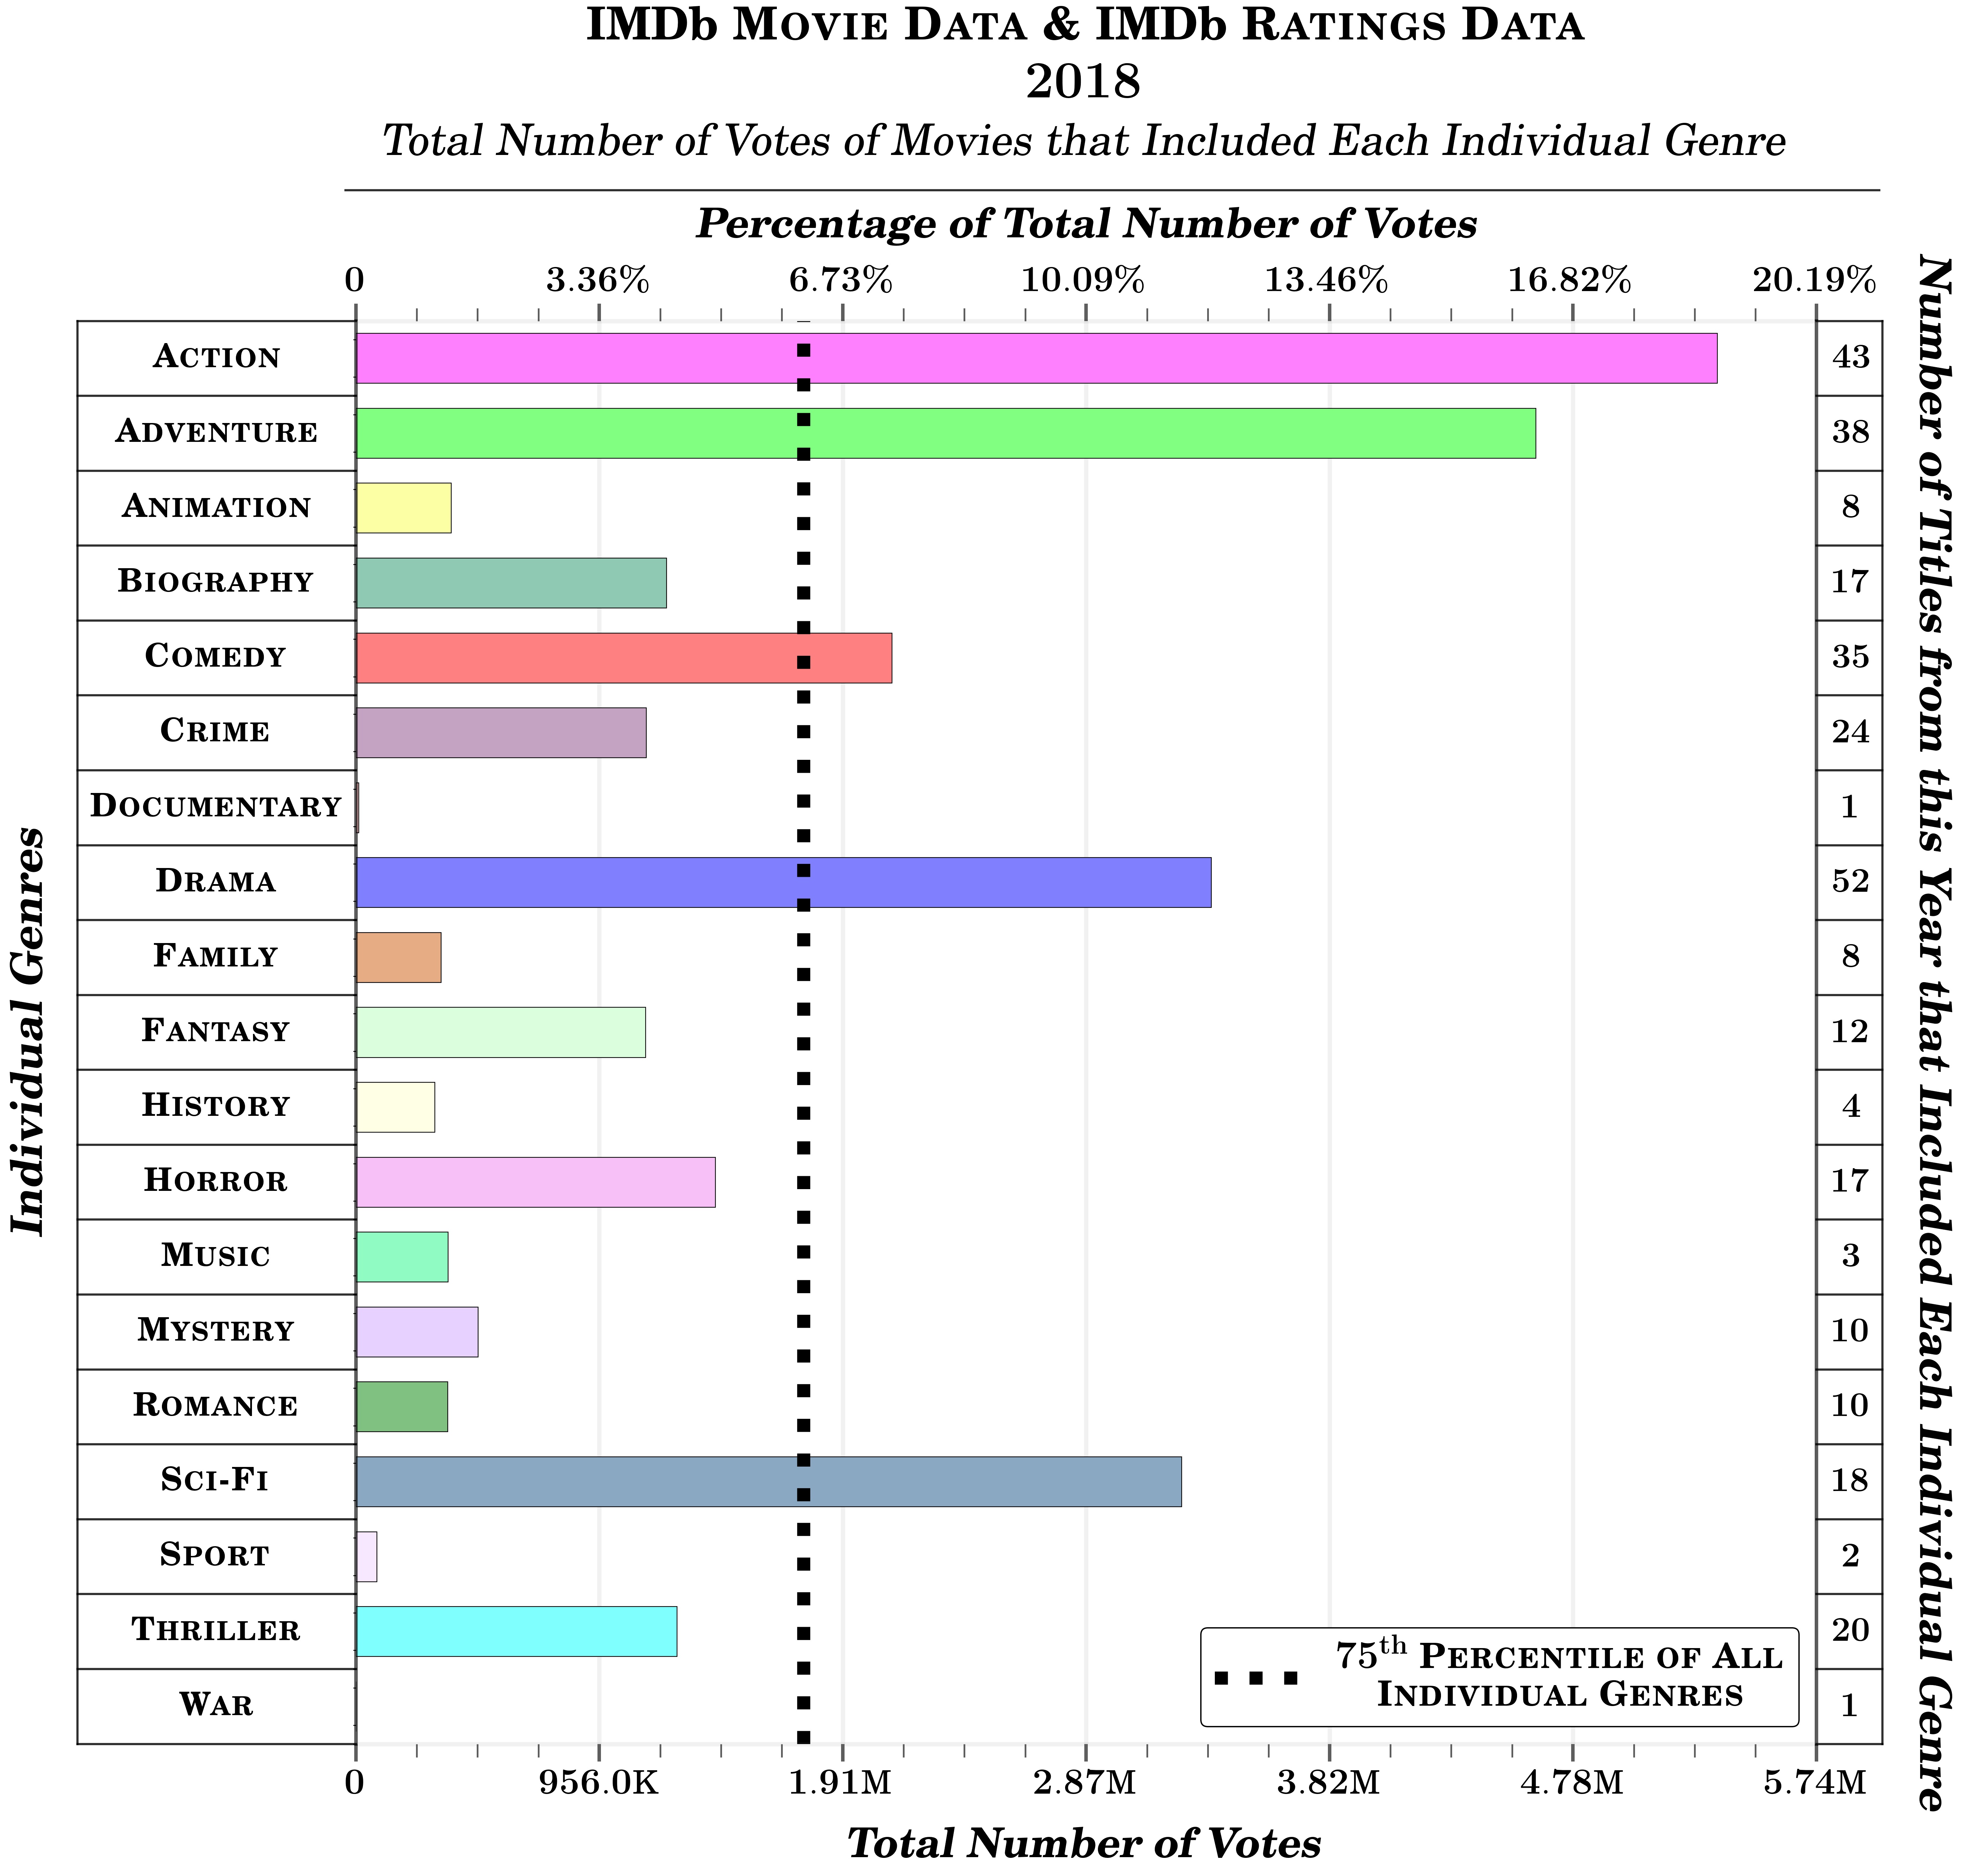 IMDb Movie Data & IMDb Ratings Data
2018
Total Number of Votes of Movies that Included Each Individual Genre
Percentage of Total Number of Votes
0 3.36% 6.73% 10.09% 13.46% 16.82% 20.19%
Individual Genres
Action 43
Adventure 38
Animation 8
Biography 17
Comedy 35
Crime 24
Documentary 1
Drama 52
Family 8
Fantasy 12
History 4
Horror 17
Music 3
Mystery 10
Romance 10
Sci-Fi 18
Sport 2
Thriller 20
War 1
Number of Titles from this Year that Included Each Individual Genre
75th Percentile of All
Individual Genres
0 956.0K 1.91M 2.87M 3.82M 4.78M 5.74M
Total Number of Votes